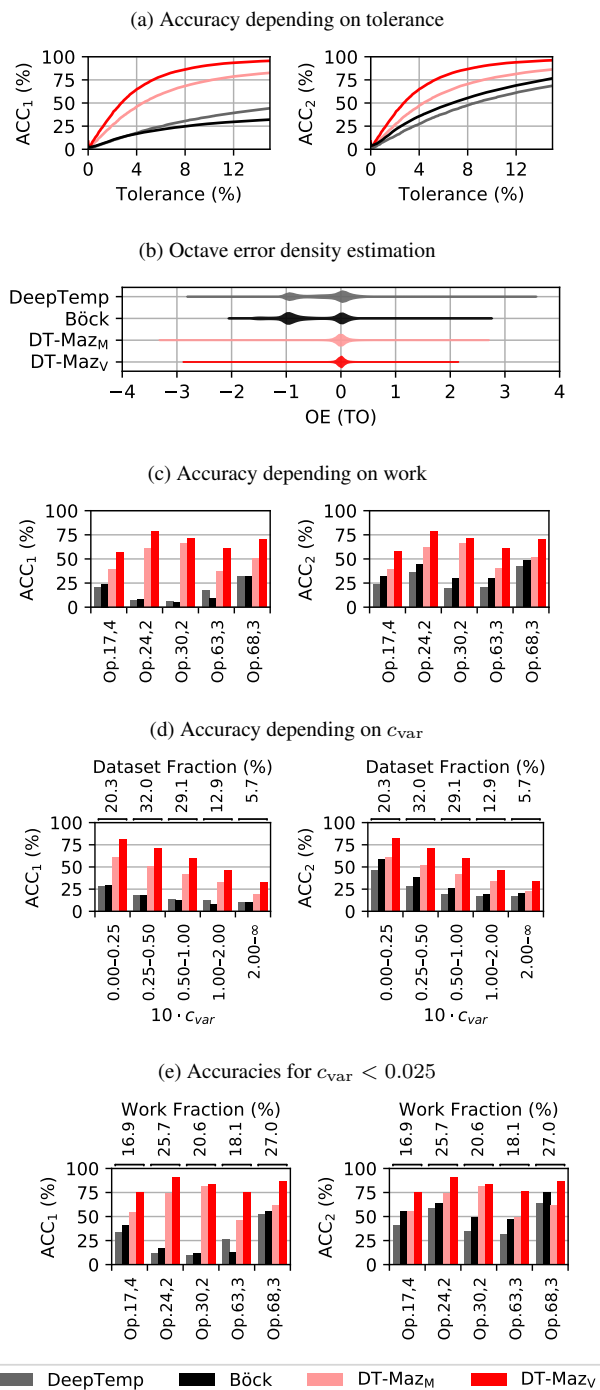 (a) Accuracy depending on tolerance
ACC1 (%)
100
75
50
25
0
0 4 8 12
Tolerance (%)
ACC2 (%)
100
75
50
25
0
0 4 8 12
Tolerance (%)
(b) Octave error density estimation
DeepTemp
Böck
DT-MazM
DT-MazV
−4 −3 −2 −1 0 1 2 3 4
OE (TO)
(c) Accuracy depending on work
ACC1 (%)
100
75
50
25
0
Op.17,4
Op.24,2
Op.30,2
Op.63,3
Op.68,3
ACC2 (%)
100
75
50
25
0
Op.17,4
Op.24,2
Op.30,2
Op.63,3
Op.68,3
(d) Accuracy depending on cvar
Dataset Fraction (%)
20.3
32.0
29.1
12.9
5.7
ACC1 (%)
100
75
50
25
0
0.00–0.25
0.25–0.50
0.50–1.00
1.00–2.00
2.00–∞
10 · cvar
Dataset Fraction (%)
20.3
32.0
29.1
12.9
5.7
ACC2 (%)
100
75
50
25
0
0.00–0.25
0.25–0.50
0.50–1.00
1.00–2.00
2.00–∞
10 · cvar
(e) Accuracies for cvar < 0.025
Work Fraction (%)
16.9
25.7
20.6
18.1
27.0
ACC1 (%)
100
75
50
25
0
Op.17,4
Op.24,2
Op.30,2
Op.63,3
Op.68,3
Work Fraction (%)
16.9
25.7
20.6
18.1
27.0
ACC2 (%)
100
75
50
25
0
Op.17,4
Op.24,2
Op.30,2
Op.63,3
Op.68,3
DeepTemp Böck DT-MazM DT-MazV